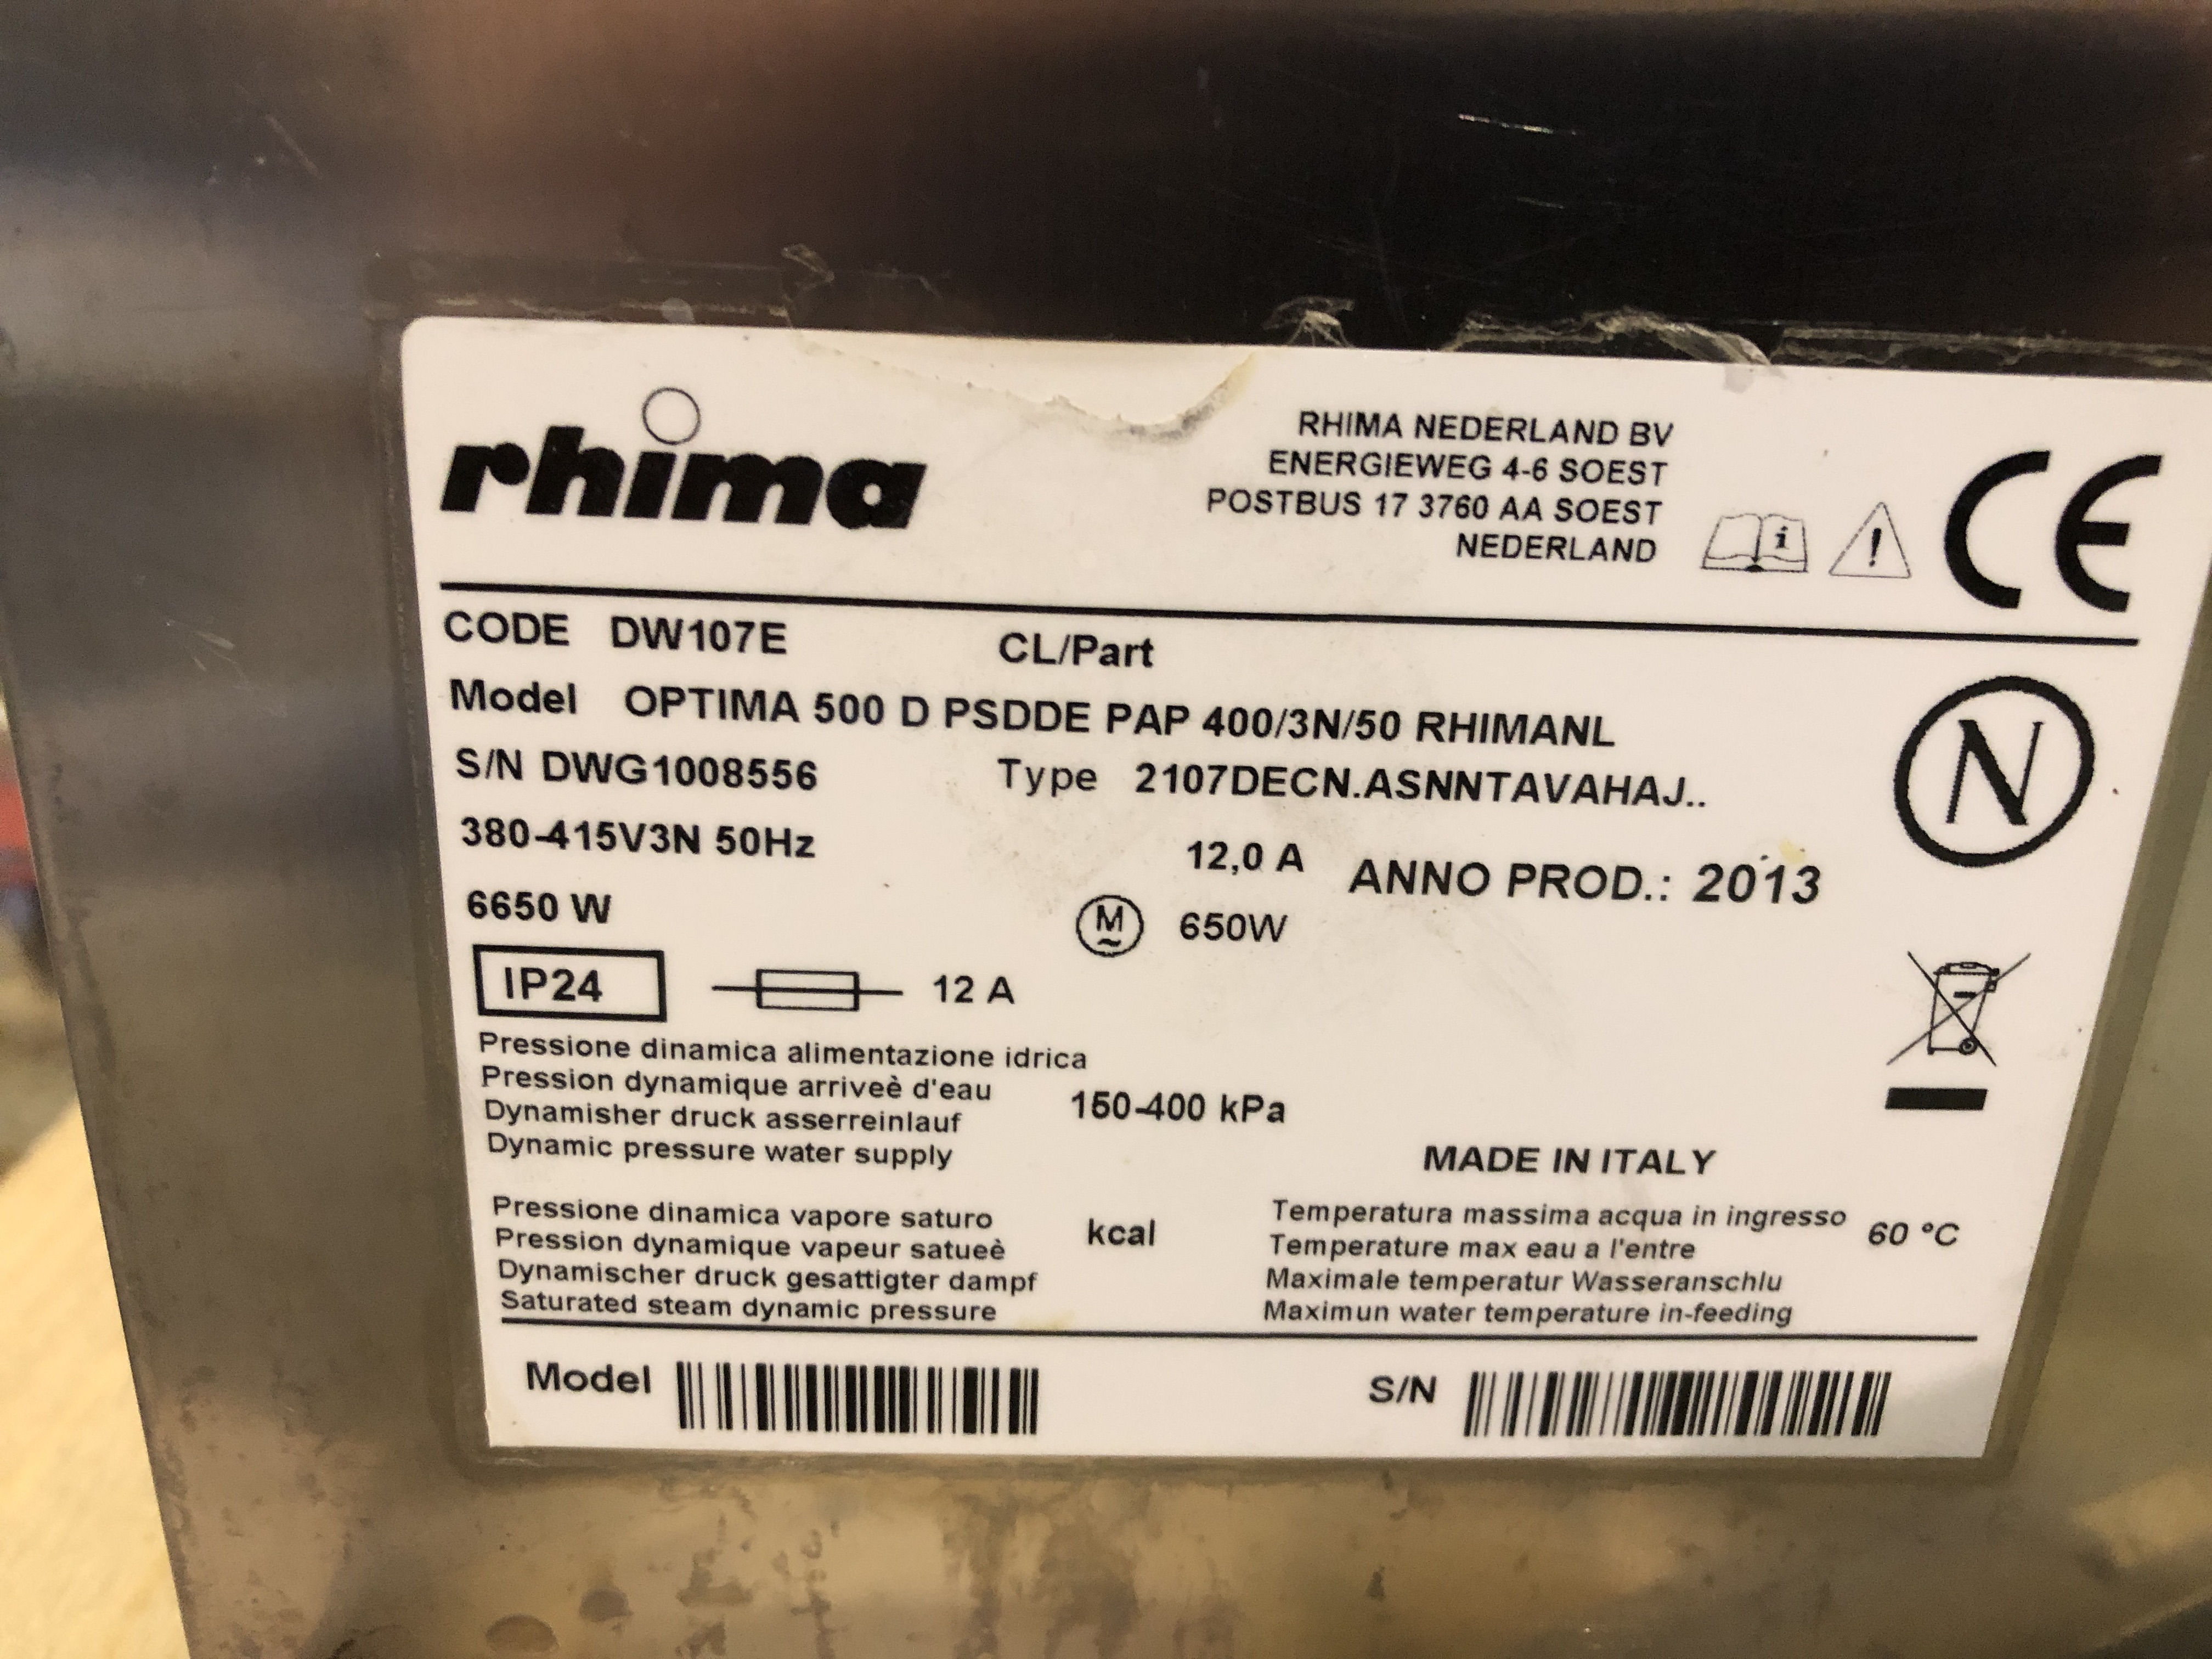 rhima
RHIMA NEDERLAND BV
ENERGIEWEG 4-6 SOEST
POSTBUS 17 3760 AA SOEST
NEDERLAND
i
!
CE
CODE DW107E CL/Part
Model OPTIMA 500 D PSDDE PAP 400/3N/50 RHIMANL
N
S/N DWG1008556 Type 2107DECN.ASNNTAVAHAJ..
380-415V3N 50Hz 12,0 A ANNO PROD.: 2013
6650 W M ~ 650W
IP24 12 A
Pressione dinamica alimentazione idrica
Pression dynamique arriveè d'eau
Dynamisher druck asserreinlauf
Dynamic pressure water supply
150-400 kPa
MADE IN ITALY
Pressione dinamica vapore saturo
Pression dynamique vapeur satueè
Dynamischer druck gesattigter dampf
Saturated steam dynamic pressure
kcal
Temperatura massima acqua in ingresso
Temperature max eau a l'entre
Maximale temperatur Wasseranschlu
Maximun water temperature in-feeding
60 °C
Model
S/N